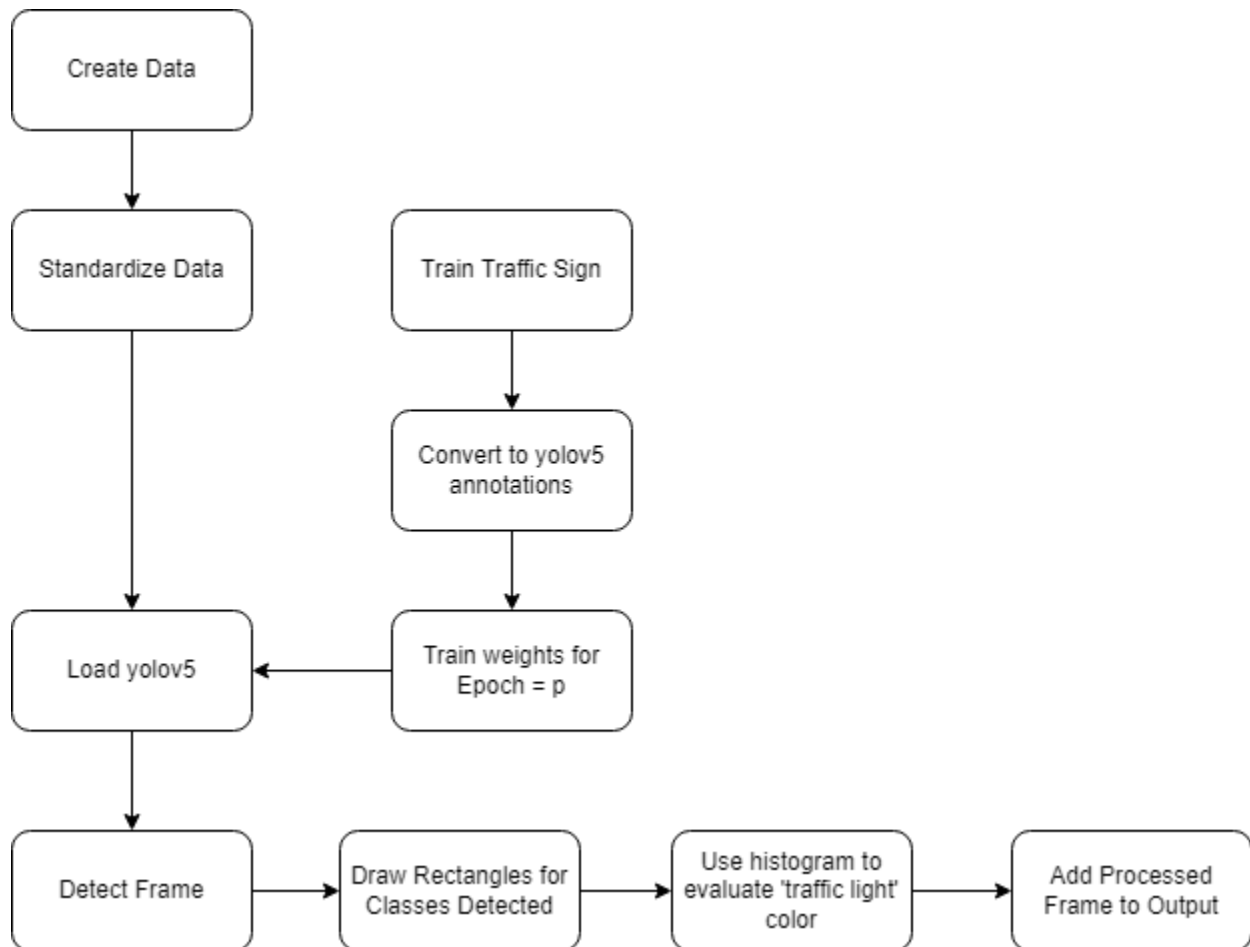 Create Data
Standardize Data
Train Traffic Sign
Convert to yolov5
annotations
Load yolov5
Train weights for
Epoch = p
Detect Frame
Draw Rectangles for
Classes Detected
Use histogram to
evaluate 'traffic light'
color
Add Processed
Frame to Output